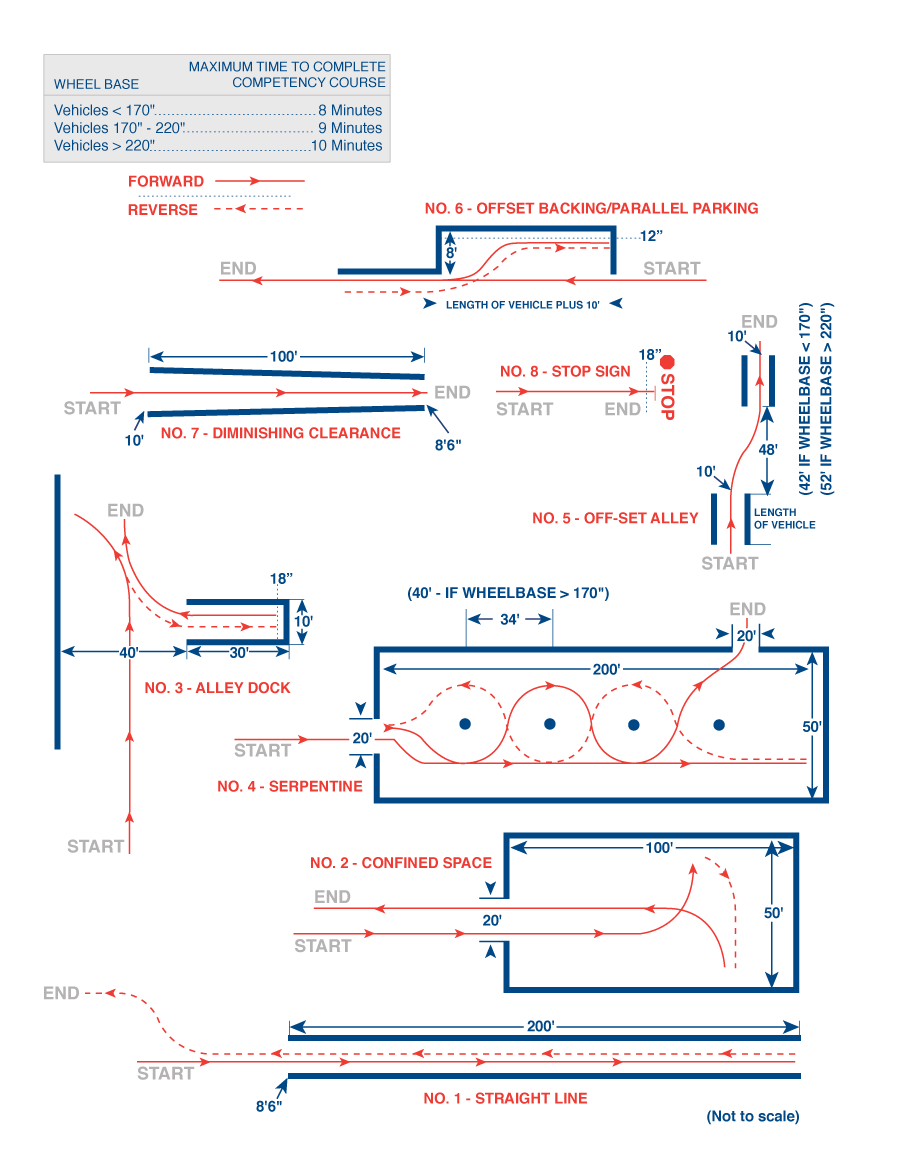 MAXIMUM TIME TO COMPLETE
WHEEL BASE COMPETENCY COURSE
Vehicles < 170"........................................8 Minutes
Vehicles 170" - 220"................................ 9 Minutes
Vehicles > 220".......................................10 Minutes
FORWARD
REVERSE
NO. 6 - OFFSET BACKING/PARALLEL PARKING
12”
8'
END
START
LENGTH OF VEHICLE PLUS 10'
100'
START
END
10'
8'6"
NO. 7 - DIMINISHING CLEARANCE
18”
NO. 8 - STOP SIGN
START
END
STOP
END
10'
48'
(42' IF WHEELBASE < 170")
(52' IF WHEELBASE > 220")
10'
NO. 5 - OFF-SET ALLEY
LENGTH
OF VEHICLE
START
END
18”
10'
40'
30'
NO. 3 - ALLEY DOCK
START
(40' - IF WHEELBASE > 170")
34'
END
20'
200'
50'
20'
START
NO. 4 - SERPENTINE
NO. 2 - CONFINED SPACE
100'
END
20'
50'
START
END
200'
START
8'6"
NO. 1 - STRAIGHT LINE
(Not to scale)